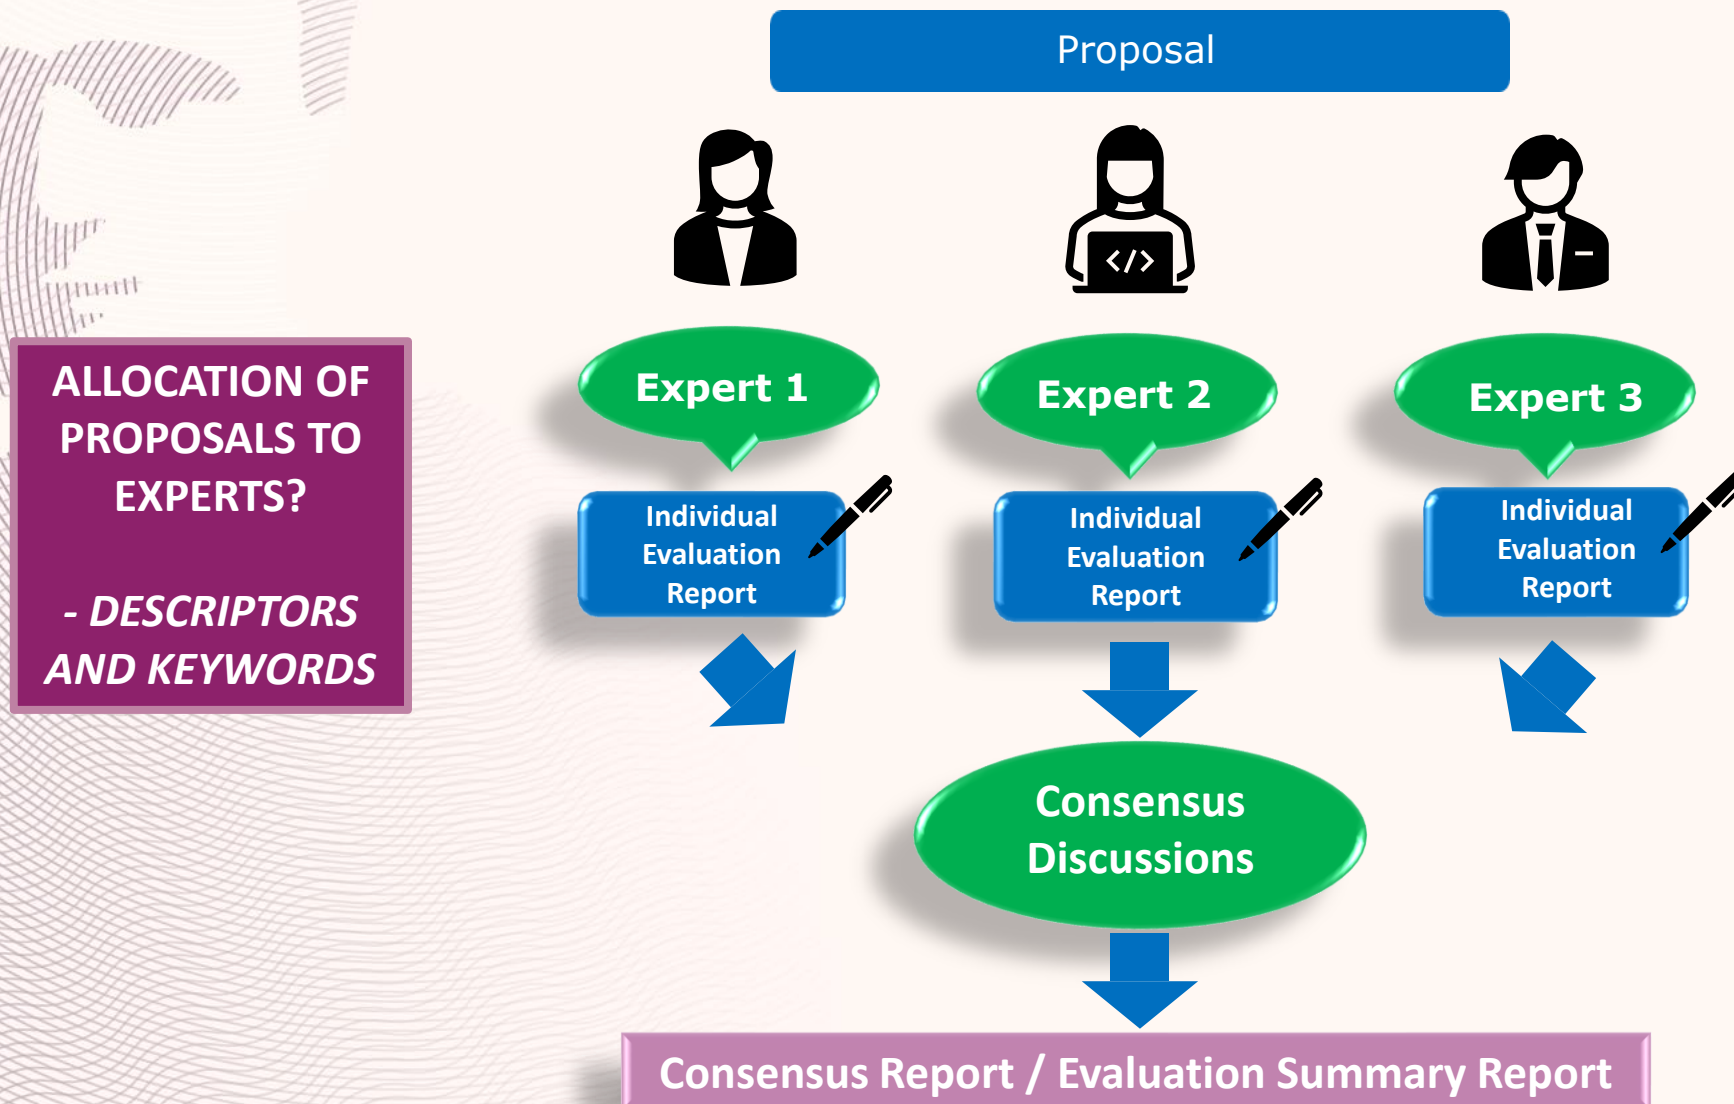 Proposal
</>
ALLOCATION OF
PROPOSALS TO
EXPERTS?
- DESCRIPTORS
AND KEYWORDS
Expert 1
Expert 2
Expert 3
Individual
Evaluation
Report
Individual
Evaluation
Report
Individual
Evaluation
Report
Consensus
Discussions
Consensus Report / Evaluation Summary Report